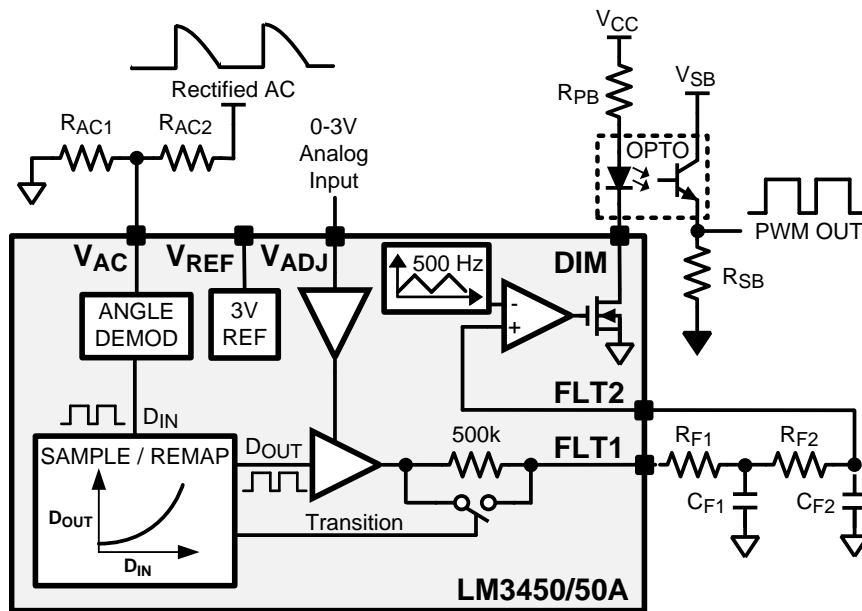 V_CC
R_PB
V_SB
Rectified AC
R_AC1
R_AC2
0-3V
Analog
Input
OPTO
PWM OUT
R_SB
V_AC
V_REF
V_ADJ
DIM
500 Hz
-
+
ANGLE
DEMOD
3V
REF
FLT2
D_IN
SAMPLE / REMAP
D_OUT
500k
FLT1
R_F1
R_F2
C_F1
C_F2
D_OUT
D_IN
Transition
LM3450/50A